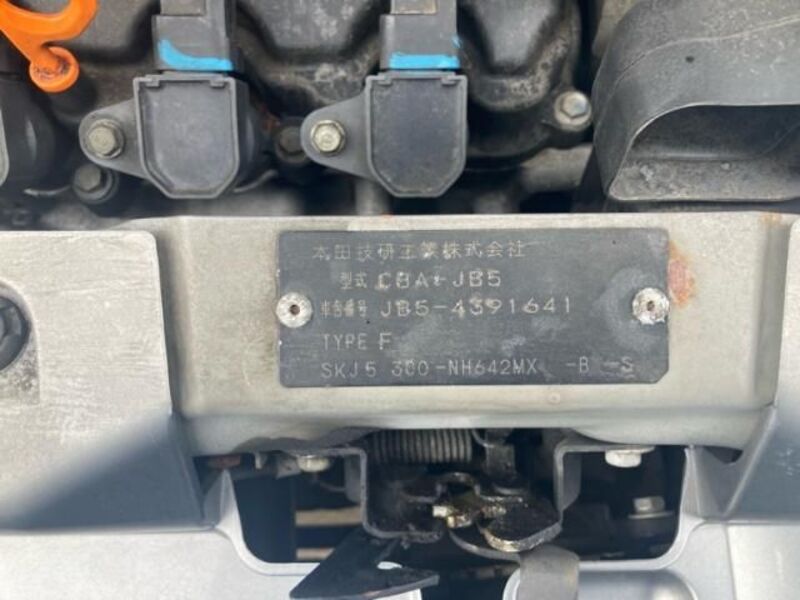 本田技研工業株式会社
型式 CBA-JB5
車台番号 JB5-4391641
TYPE F
SKJ5 300-NH642MX -B -S